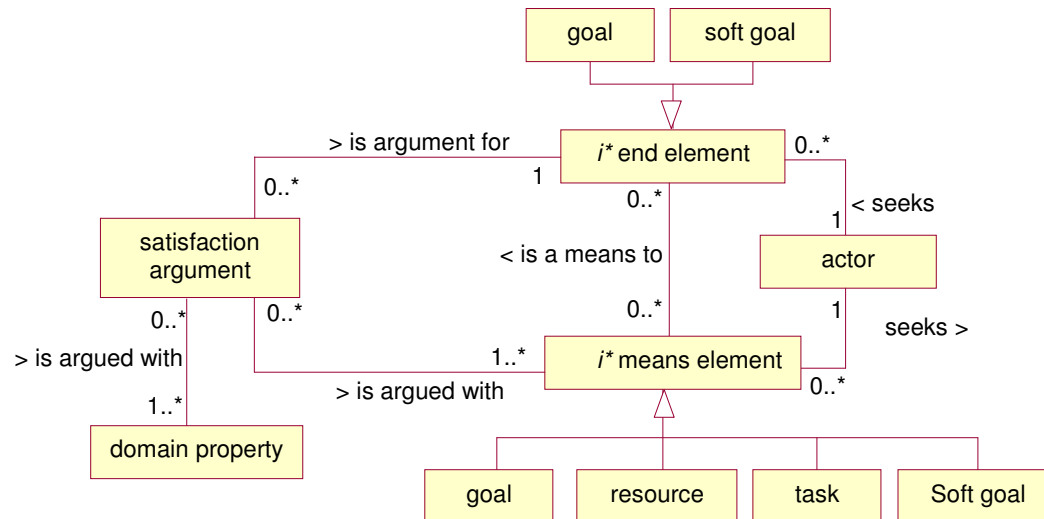 goal
soft goal
> is argument for
i* end element
0..*
1
0..*
0..*
< seeks
1
satisfaction
argument
< is a means to
actor
0..*
0..*
0..*
1
seeks >
> is argued with
1..*
i* means element
> is argued with
0..*
1..*
domain property
goal
resource
task
Soft goal